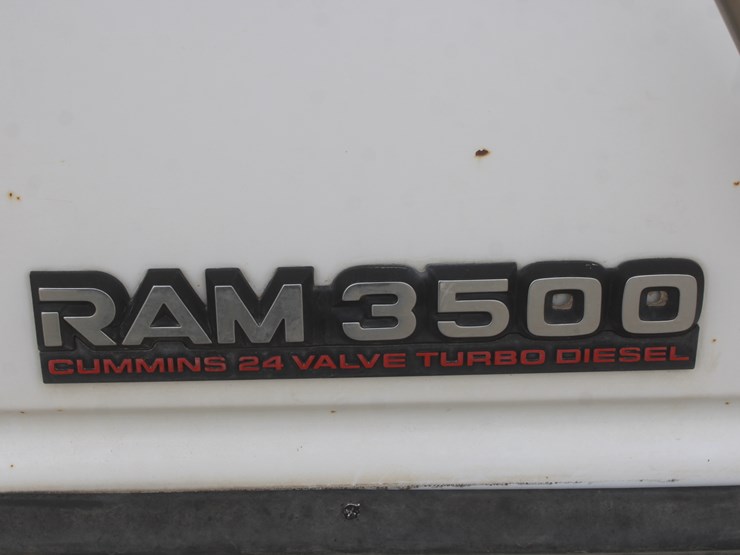 RAM 3500
CUMMINS 24 VALVE TURBO DIESEL